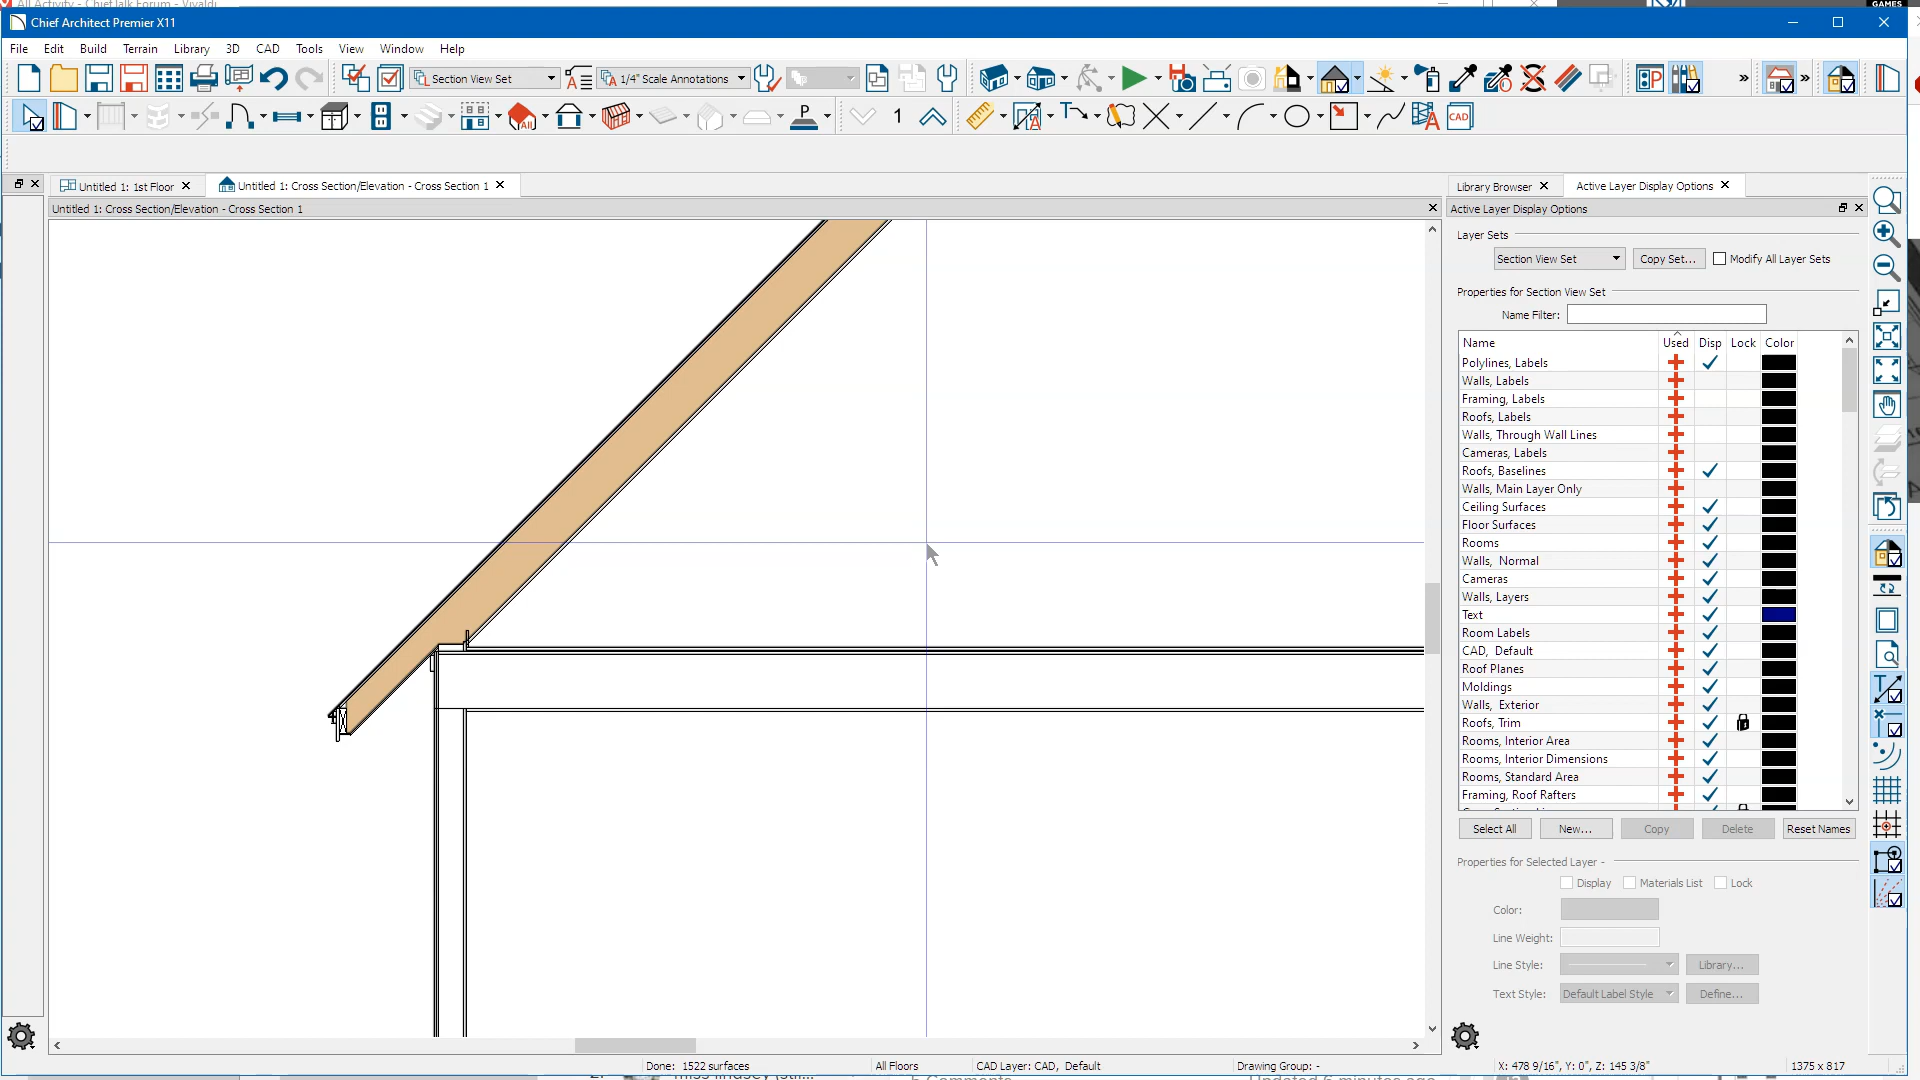 All Activity - ChiefTalk Forum - Vivaldi
GAMES
Chief Architect Premier X11
File Edit Build Terrain Library 3D CAD Tools View Window Help
Section View Set
1/4" Scale Annotations
All P 1 CAD
Untitled 1: 1st Floor
Untitled 1: Cross Section/Elevation - Cross Section 1
Library Browser
Active Layer Display Options
Untitled 1: Cross Section/Elevation - Cross Section 1
Active Layer Display Options
Layer Sets
Section View Set Copy Set... Modify All Layer Sets
Properties for Section View Set
Name Filter:
Name Used Disp Lock Color
Polylines, Labels
Walls, Labels
Framing, Labels
Roofs, Labels
Walls, Through Wall Lines
Cameras, Labels
Roofs, Baselines
Walls, Main Layer Only
Ceiling Surfaces
Floor Surfaces
Rooms
Walls, Normal
Cameras
Walls, Layers
Text
Room Labels
CAD, Default
Roof Planes
Moldings
Walls, Exterior
Roofs, Trim
Rooms, Interior Area
Rooms, Interior Dimensions
Rooms, Standard Area
Framing, Roof Rafters
Select All New... Copy Delete Reset Names
Properties for Selected Layer -
Display Materials List Lock
Color:
Line Weight:
Line Style: Library...
Text Style: Default Label Style Define...
Done: 1522 surfaces All Floors CAD Layer: CAD, Default Drawing Group: - X: 478 9/16", Y: 0", Z: 145 3/8" 1375 x 817